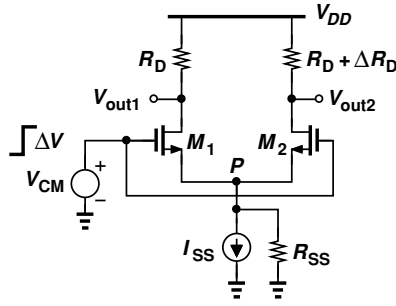 V_DD
R_D
R_D + ΔR_D
V_out1
V_out2
ΔV
M_1
M_2
P
V_CM
+
−
I_SS
R_SS